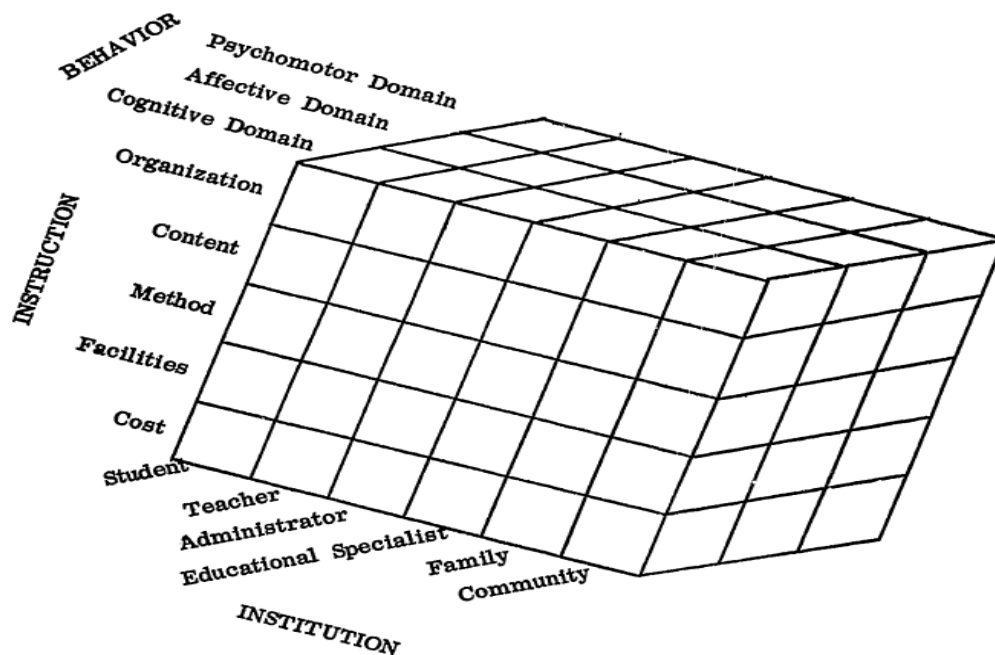 BEHAVIOR
Psychomotor Domain
Affective Domain
Cognitive Domain
INSTRUCTION
Organization
Content
Method
Facilities
Cost
Student
Teacher
Administrator
Educational Specialist
Family
Community
INSTITUTION